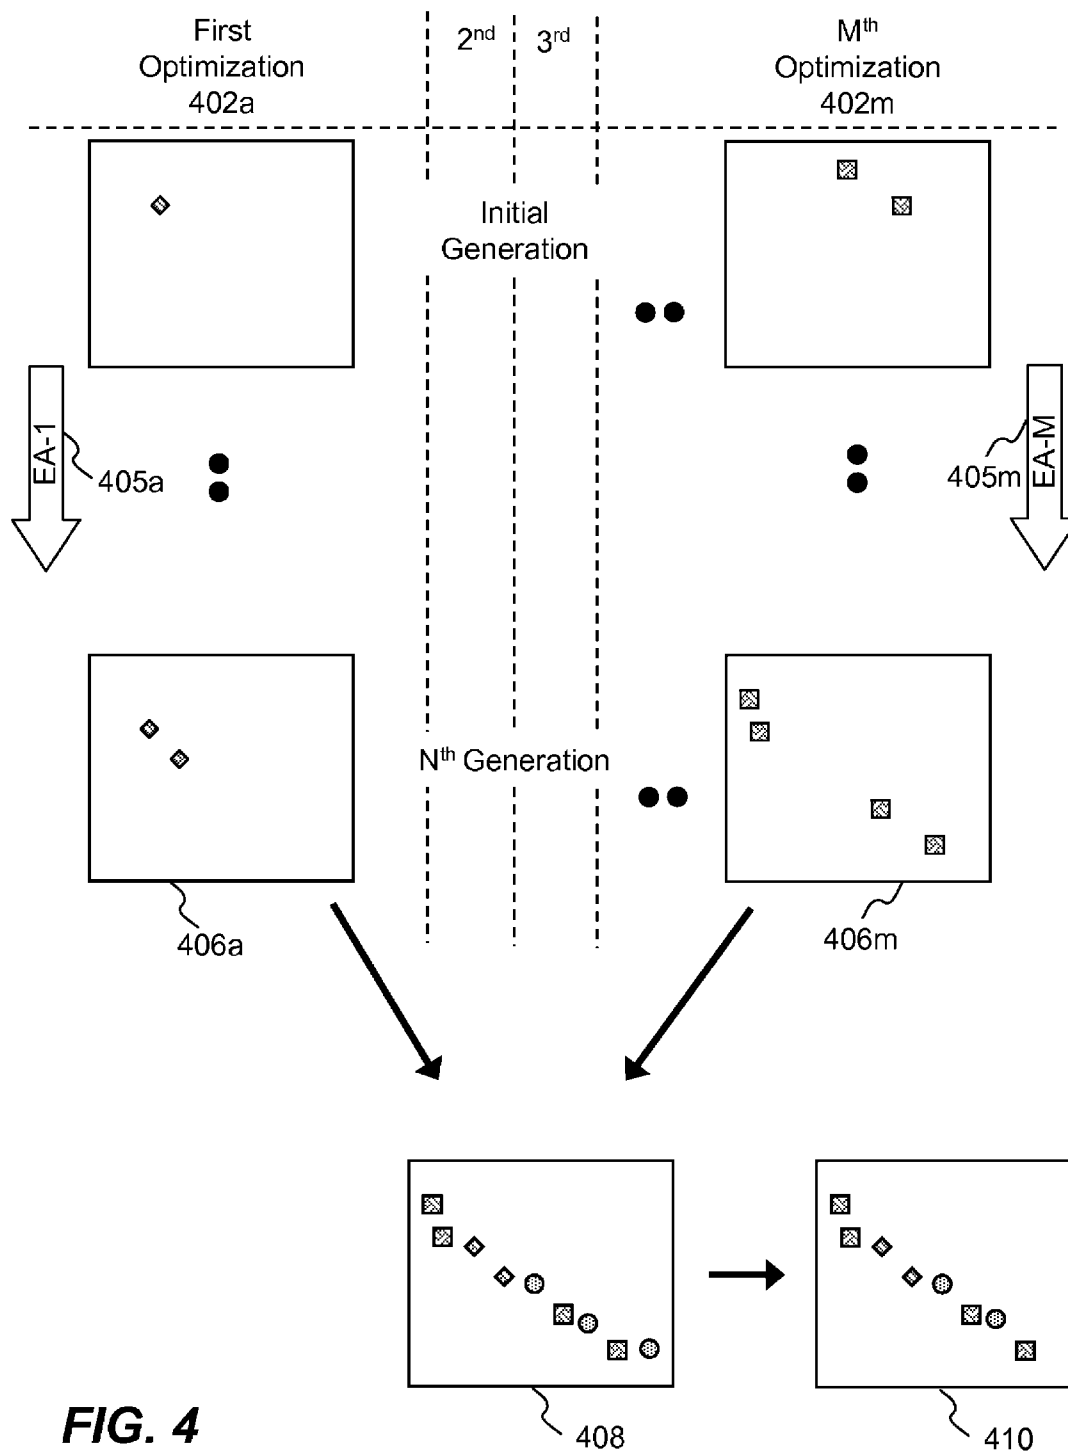 First
Optimization
402a
2nd
3rd
Mth
Optimization
402m
Initial
Generation
EA-1
405a
405m
EA-M
Nth Generation
406a
406m
408
410
FIG. 4